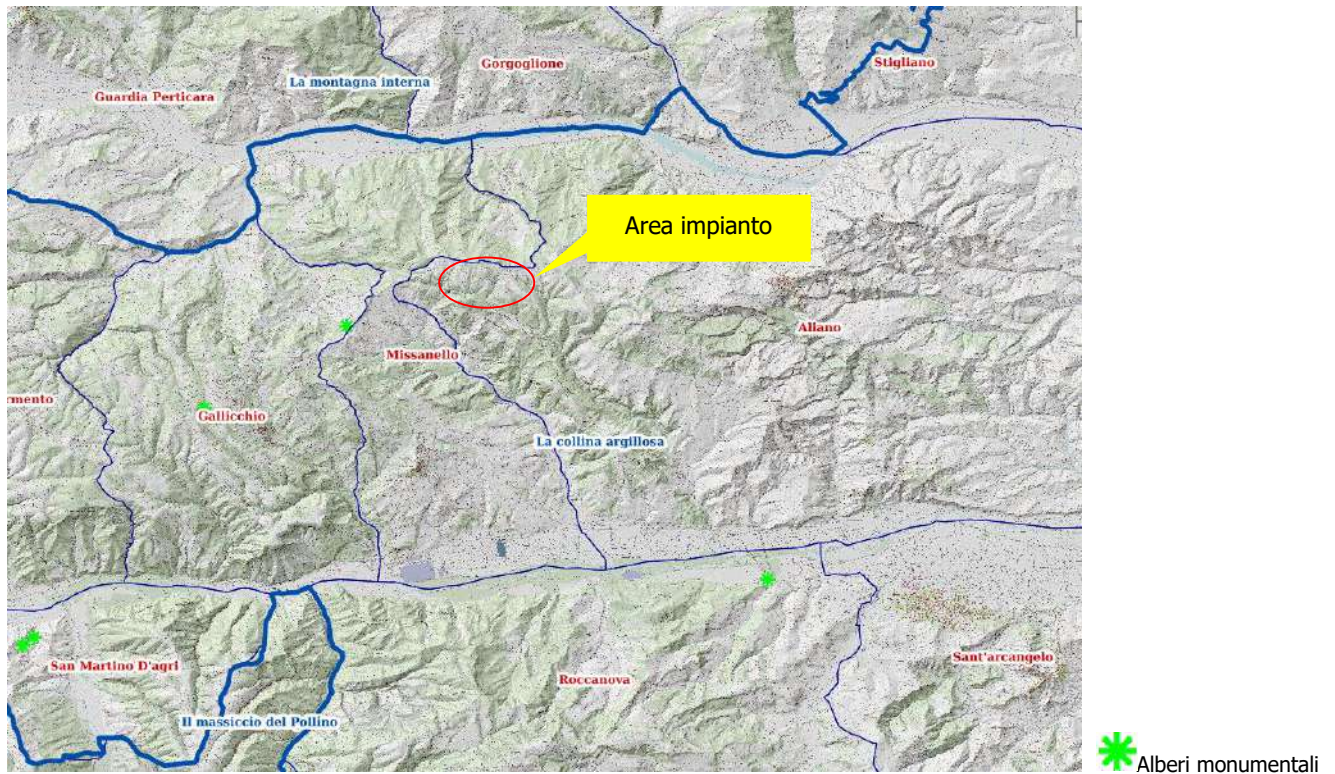 Gorgoglione
Stigliano
La montagna interna
Guardia Perticara
Area impianto
Aliano
Missanello
rmento
Gallicchio
La collina argillosa
San Martino D'agri
Sant'arcangelo
Roccanova
Il massiccio del Pollino
Alberi monumentali